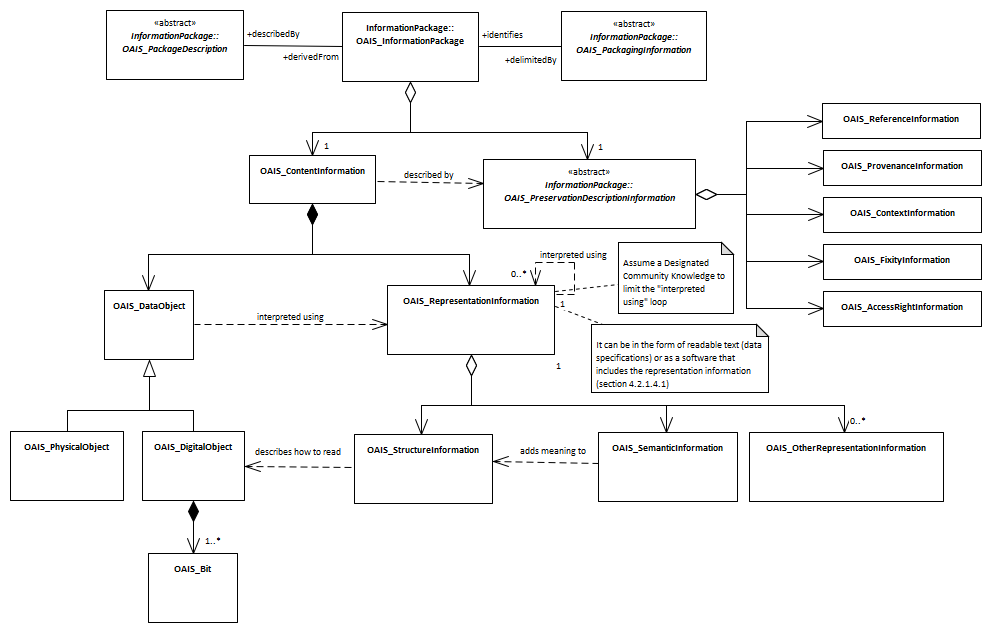 «abstract»
InformationPackage::
OAIS_PackageDescription
+describedBy
+derivedFrom
InformationPackage::
OAIS_InformationPackage
+identifies
+delimitedBy
«abstract»
InformationPackage::
OAIS_PackagingInformation
1
1
OAIS_ContentInformation
described by
«abstract»
InformationPackage::
OAIS_PreservationDescriptionInformation
OAIS_ReferenceInformation
OAIS_ProvenanceInformation
OAIS_ContextInformation
OAIS_FixityInformation
OAIS_AccessRightInformation
OAIS_DataObject
interpreted using
OAIS_RepresentationInformation
interpreted using
0..*
1
Assume a Designated
Community Knowledge to
limit the "interpreted
using" loop
It can be in the form of readable text (data
specifications) or as a software that
includes the representation information
(section 4.2.1.4.1)
1
0..*
OAIS_PhysicalObject
OAIS_DigitalObject
describes how to read
OAIS_StructureInformation
adds meaning to
OAIS_SemanticInformation
OAIS_OtherRepresentationInformation
1..*
OAIS_Bit